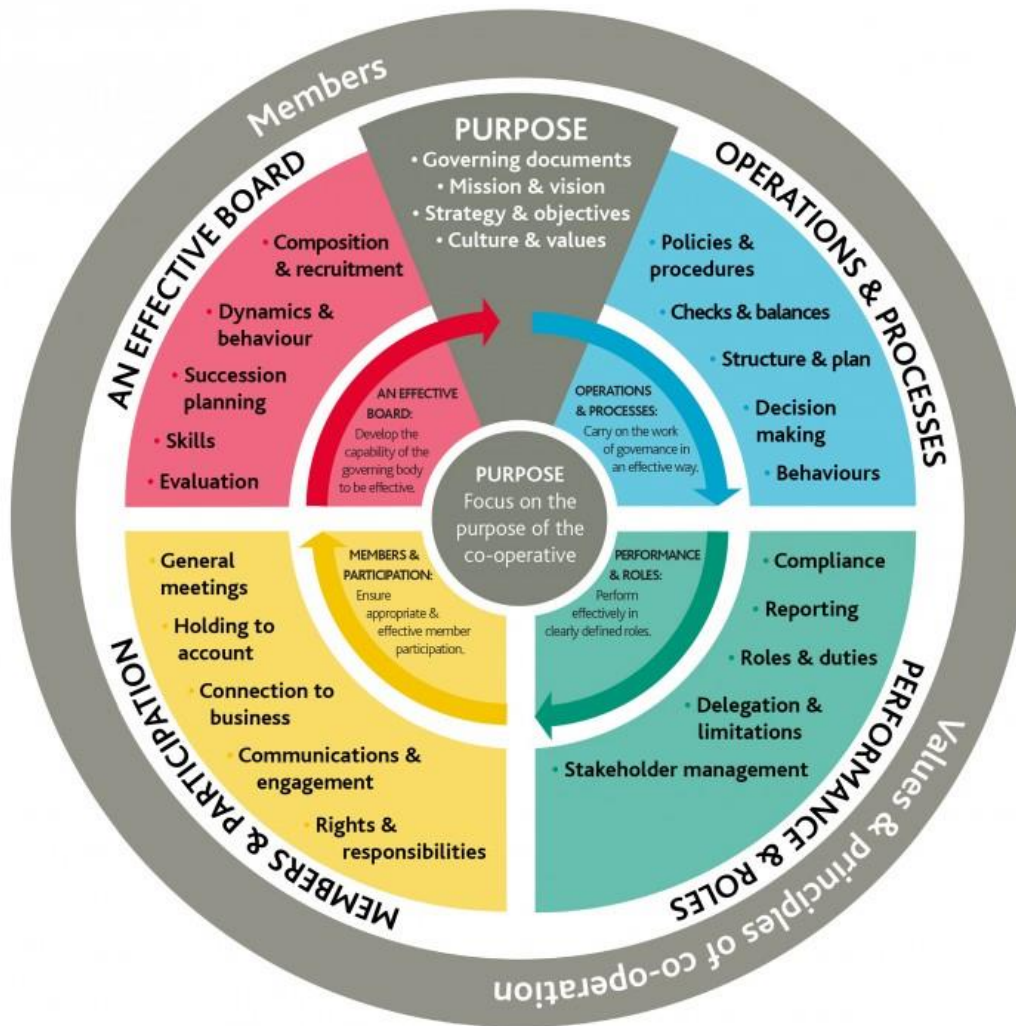 Members
PURPOSE
• Governing documents
• Mission & vision
• Strategy & objectives
• Culture & values
OPERATIONS & PROCESSES
• Policies &
procedures
• Checks & balances
• Structure & plan
• Decision
making
• Behaviours
OPERATIONS
& PROCESSES:
Carry on the work
of governance in
an effective way.
PERFORMANCE & ROLES
• Compliance
• Reporting
• Roles & duties
• Delegation &
limitations
• Stakeholder management
PERFORMANCE
& ROLES:
Perform
effectively in
clearly defined roles.
MEMBERS & PARTICIPATION
• General
meetings
• Holding to
account
• Connection to
business
• Communications &
engagement
• Rights &
responsibilities
MEMBERS &
PARTICIPATION:
Ensure
appropriate &
effective member
participation.
AN EFFECTIVE BOARD
• Composition
& recruitment
• Dynamics &
behaviour
• Succession
planning
• Skills
• Evaluation
AN EFFECTIVE
BOARD:
Develop the
capability of the
governing body
to be effective.
PURPOSE
Focus on the
purpose of the
co-operative
Values & principles of co-operation